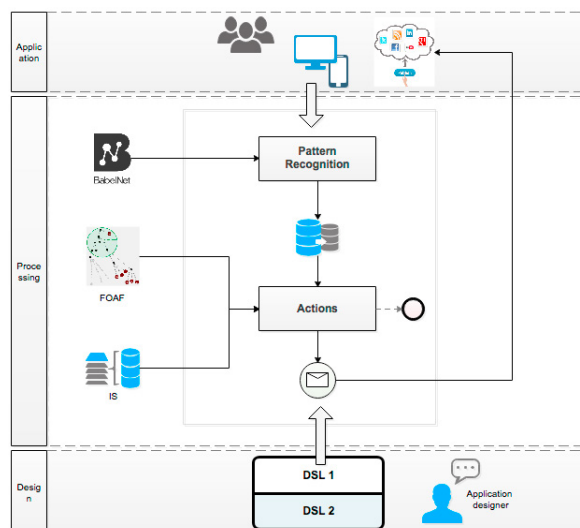 Applic
ation
BabelNet
Pattern
Recognition
Proce
ssing
FOAF
Actions
IS
DSL 1
DSL 2
Desig
n
Application
designer